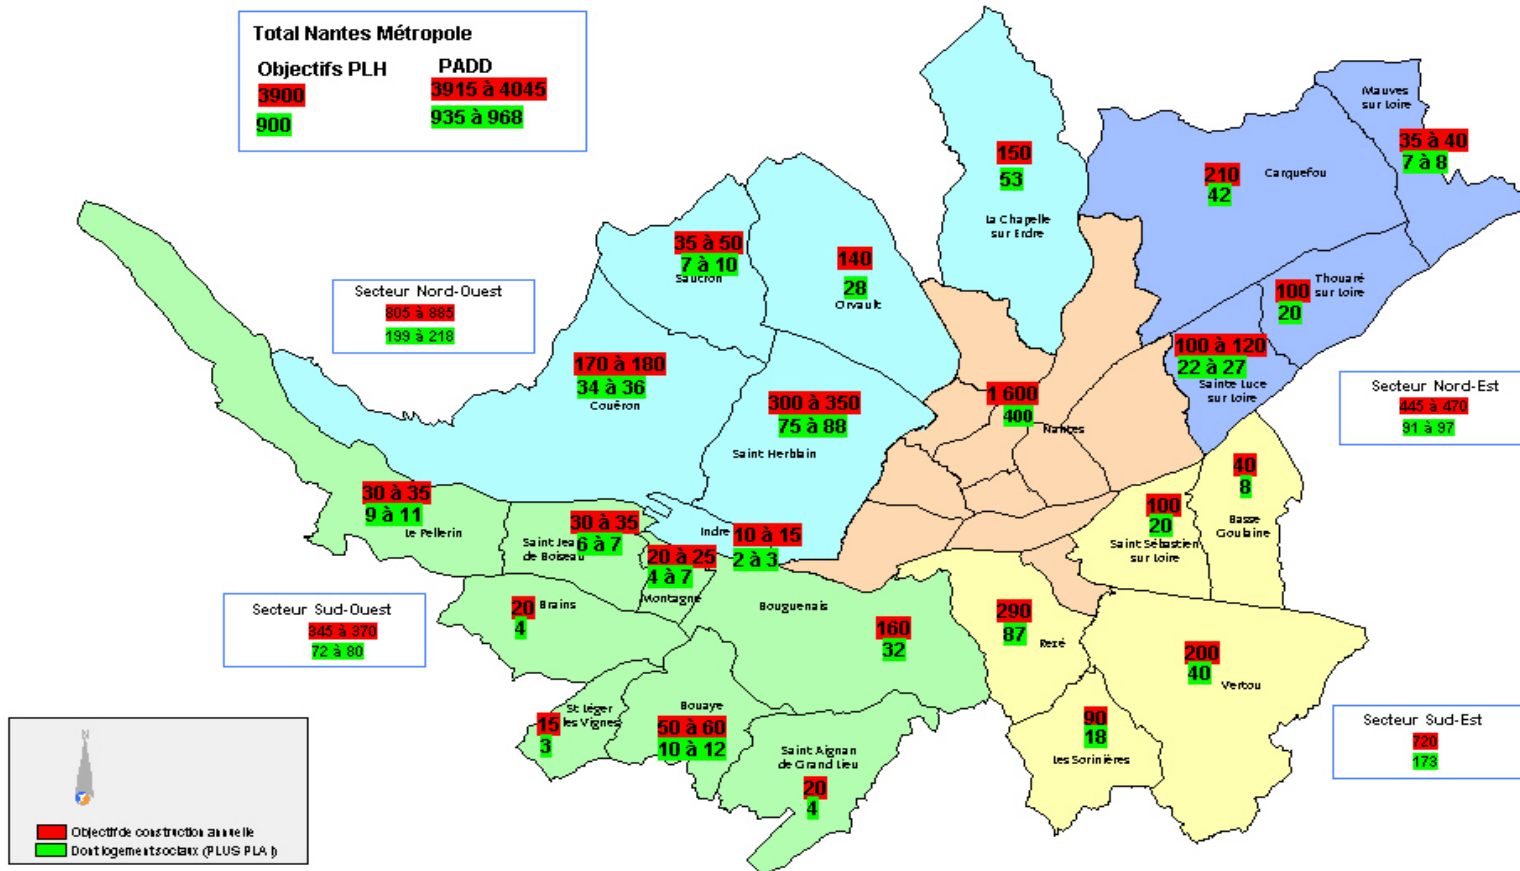 Total Nantes Métropole
Objectifs PLH
PADD
3900
3915 à 4045
900
935 à 968
Mauves
sur Loire
35 à 40
7 à 8
150
53
La Chapelle
sur Erdre
210
42
Carquefou
35 à 50
7 à 10
Sautron
140
28
Orvault
Secteur Nord-Ouest
805 à 885
199 à 218
100
20
Thouaré
sur Loire
100 à 120
22 à 27
Sainte Luce
sur Loire
170 à 180
34 à 36
Couëron
300 à 350
75 à 88
Saint Herblain
1 600
400
Nantes
Secteur Nord-Est
445 à 470
91 à 97
40
8
Basse
Goulaine
30 à 35
9 à 11
Le Pellerin
30 à 35
6 à 7
Saint Jea
de Boiseau
Indre
10 à 15
2 à 3
20 à 25
4 à 7
Montagne
100
20
Saint Sébastien
sur Loire
Secteur Sud-Ouest
345 à 370
72 à 80
20
4
Brains
Bouguenais
160
32
290
87
Rezé
200
40
Vertou
15
3
St Léger
les Vignes
Bouaye
50 à 60
10 à 12
Saint Aignan
de Grand Lieu
20
4
90
18
Les Sorinières
Secteur Sud-Est
720
173
N
Objectif de construction annuelle
Dont logement sociaux (PLUS PLA I)